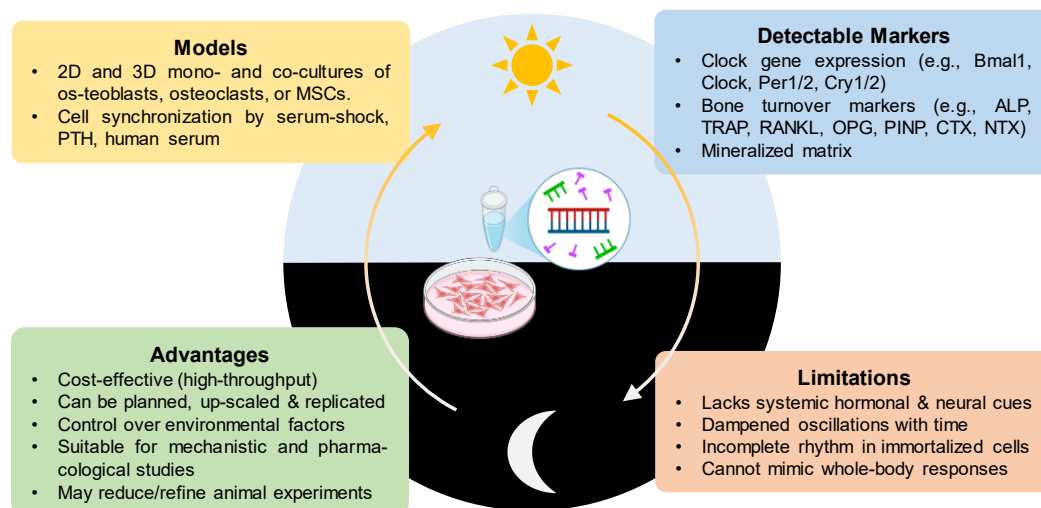 Models
• 2D and 3D mono- and co-cultures of
os-teoblasts, osteoclasts, or MSCs.
• Cell synchronization by serum-shock,
PTH, human serum
Detectable Markers
• Clock gene expression (e.g., Bmal1,
Clock, Per1/2, Cry1/2)
• Bone turnover markers (e.g., ALP,
TRAP, RANKL, OPG, PINP, CTX, NTX)
• Mineralized matrix
Advantages
• Cost-effective (high-throughput)
• Can be planned, up-scaled & replicated
• Control over environmental factors
• Suitable for mechanistic and pharma-
cological studies
• May reduce/refine animal experiments
Limitations
• Lacks systemic hormonal & neural cues
• Dampened oscillations with time
• Incomplete rhythm in immortalized cells
• Cannot mimic whole-body responses